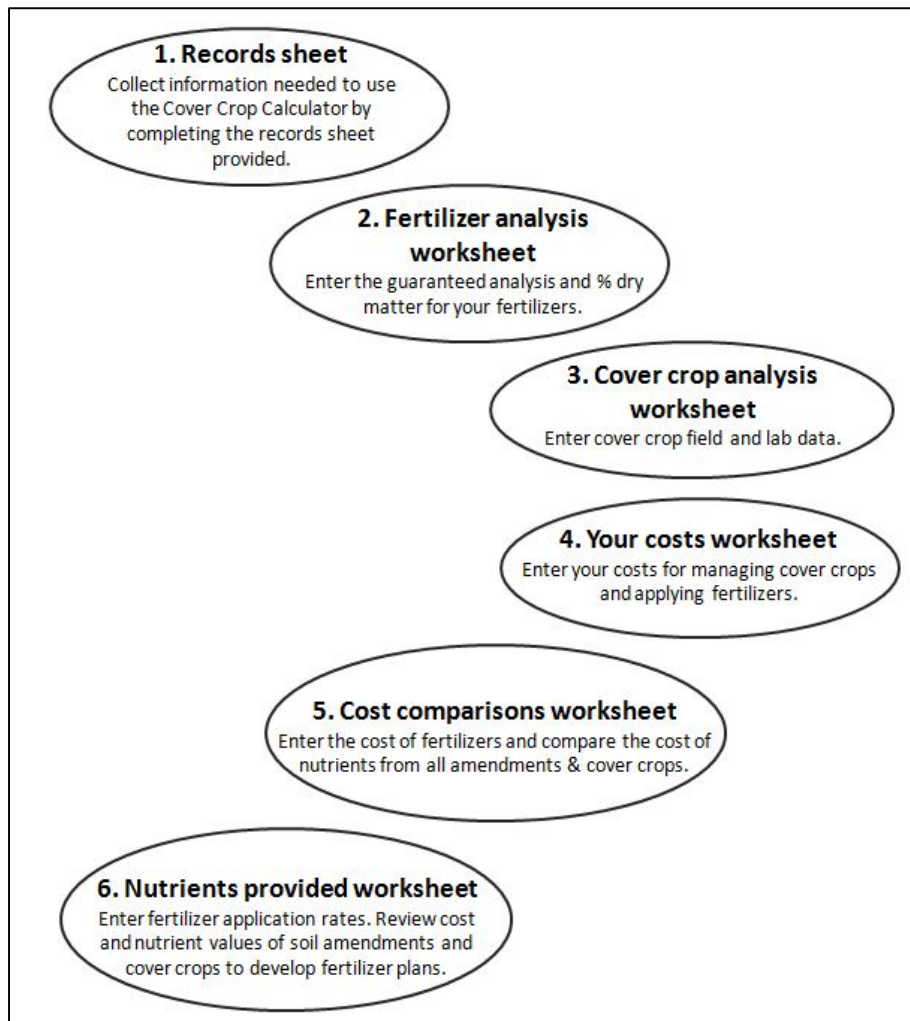 1. Records sheet
Collect information needed to use
the Cover Crop Calculator by
completing the records sheet
provided.
2. Fertilizer analysis
worksheet
Enter the guaranteed analysis and % dry
matter for your fertilizers.
3. Cover crop analysis
worksheet
Enter cover crop field and lab data.
4. Your costs worksheet
Enter your costs for managing cover crops
and applying fertilizers.
5. Cost comparisons worksheet
Enter the cost of fertilizers and compare the cost of
nutrients from all amendments & cover crops.
6. Nutrients provided worksheet
Enter fertilizer application rates. Review cost
and nutrient values of soil amendments and
cover crops to develop fertilizer plans.